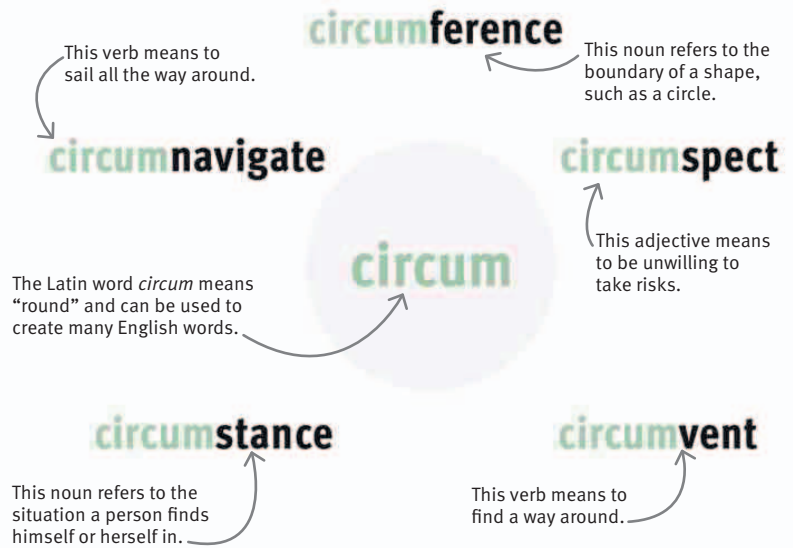 circumference
This verb means to
sail all the way around.
This noun refers to the
boundary of a shape,
such as a circle.
circumnavigate
circumspect
This adjective means
to be unwilling to
take risks.
circum
The Latin word circum means
“round” and can be used to
create many English words.
circumstance
circumvent
This noun refers to the
situation a person finds
himself or herself in.
This verb means to
find a way around.